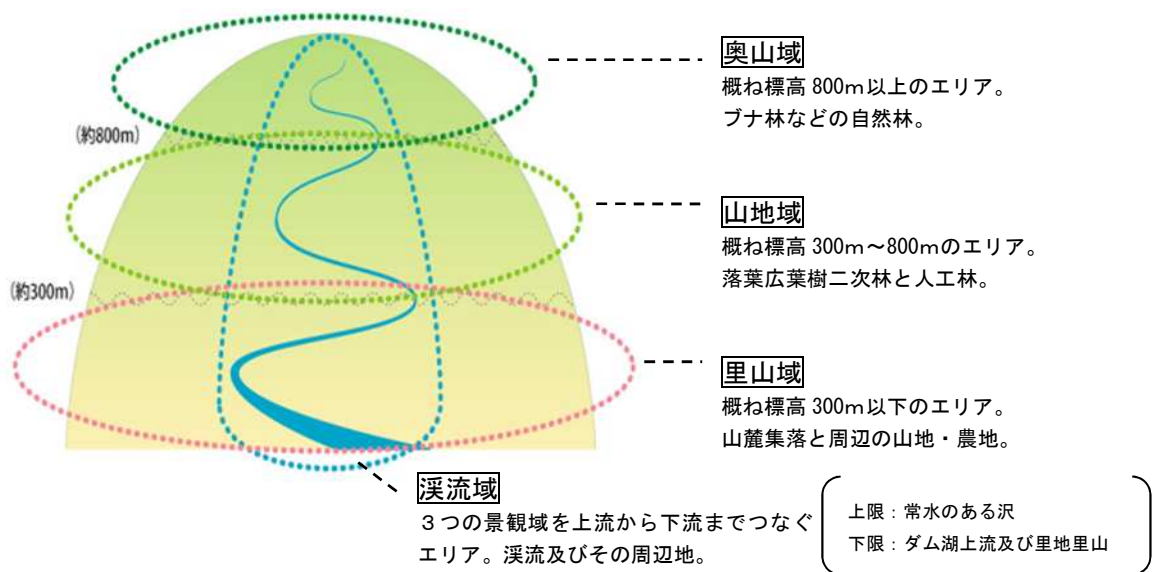 奥山域
概ね標高 800m以上のエリア。
ブナ林などの自然林。
(約800m)
山地域
概ね標高 300m～800mのエリア。
落葉広葉樹二次林と人工林。
(約300m)
里山域
概ね標高 300m以下のエリア。
山麓集落と周辺の山地・農地。
渓流域
３つの景観域を上流から下流までつなぐ
エリア。渓流及びその周辺地。
上限：常水のある沢
下限：ダム湖上流及び里地里山